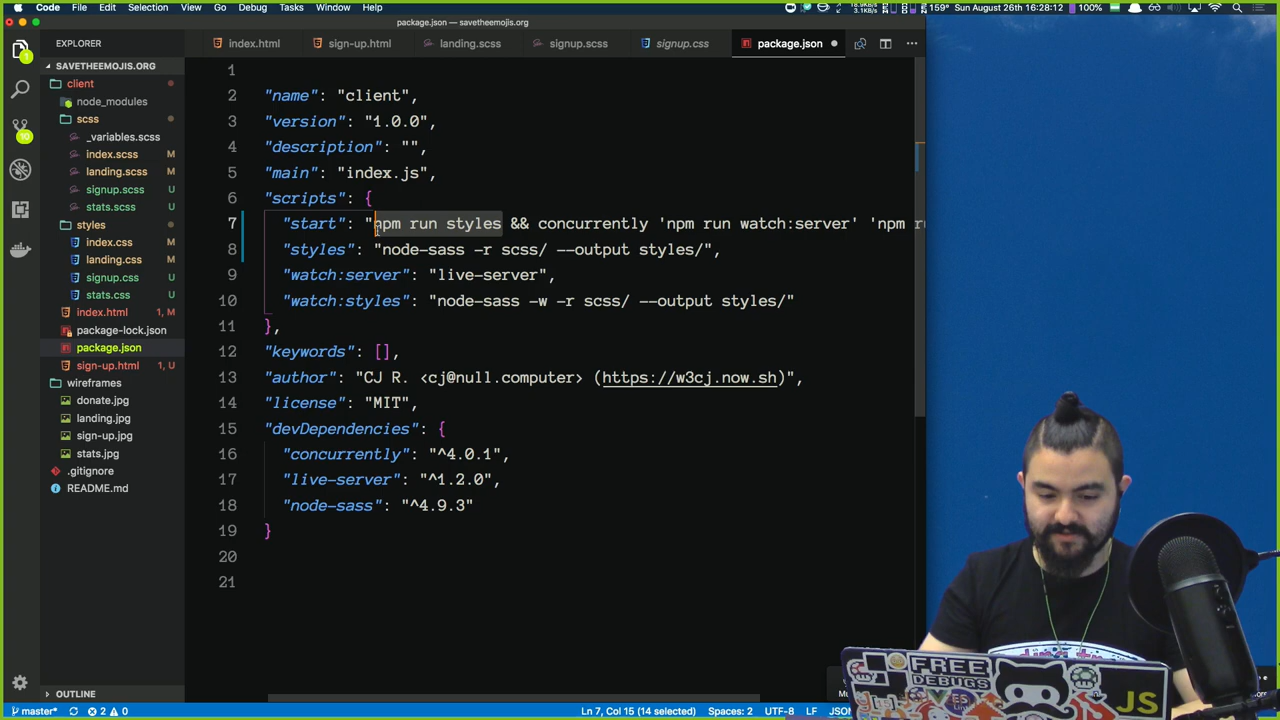 Code File Edit Selection View Go Debug Tasks Window Help 159° Sun August 26th 16:28:12 100%
package.json — savetheemojis.org
EXPLORER
index.html sign-up.html landing.scss signup.scss signup.css package.json
SAVETHEEMOJIS.ORG
client
node_modules
scss
_variables.scss
index.scss M
landing.scss M
signup.scss U
stats.scss U
styles
index.css M
landing.css M
signup.css U
stats.css U
index.html 1, M
package-lock.json
package.json
sign-up.html 1, U
wireframes
donate.jpg
landing.jpg
sign-up.jpg
stats.jpg
.gitignore
README.md
OUTLINE
1
2 "name": "client",
3 "version": "1.0.0",
4 "description": "",
5 "main": "index.js",
6 "scripts": {
7 "start": "npm run styles && concurrently 'npm run watch:server' 'npm r
8 "styles": "node-sass -r scss/ --output styles/",
9 "watch:server": "live-server",
10 "watch:styles": "node-sass -w -r scss/ --output styles/"
11 },
12 "keywords": [],
13 "author": "CJ R. <cj@null.computer> (https://w3cj.now.sh)",
14 "license": "MIT",
15 "devDependencies": {
16 "concurrently": "^4.0.1",
17 "live-server": "^1.2.0",
18 "node-sass": "^4.9.3"
19 }
20
21
1
10
FREE
DEBUGS
JS
master* 2 0 Ln 7, Col 15 (14 selected) Spaces: 2 UTF-8 LF JSON